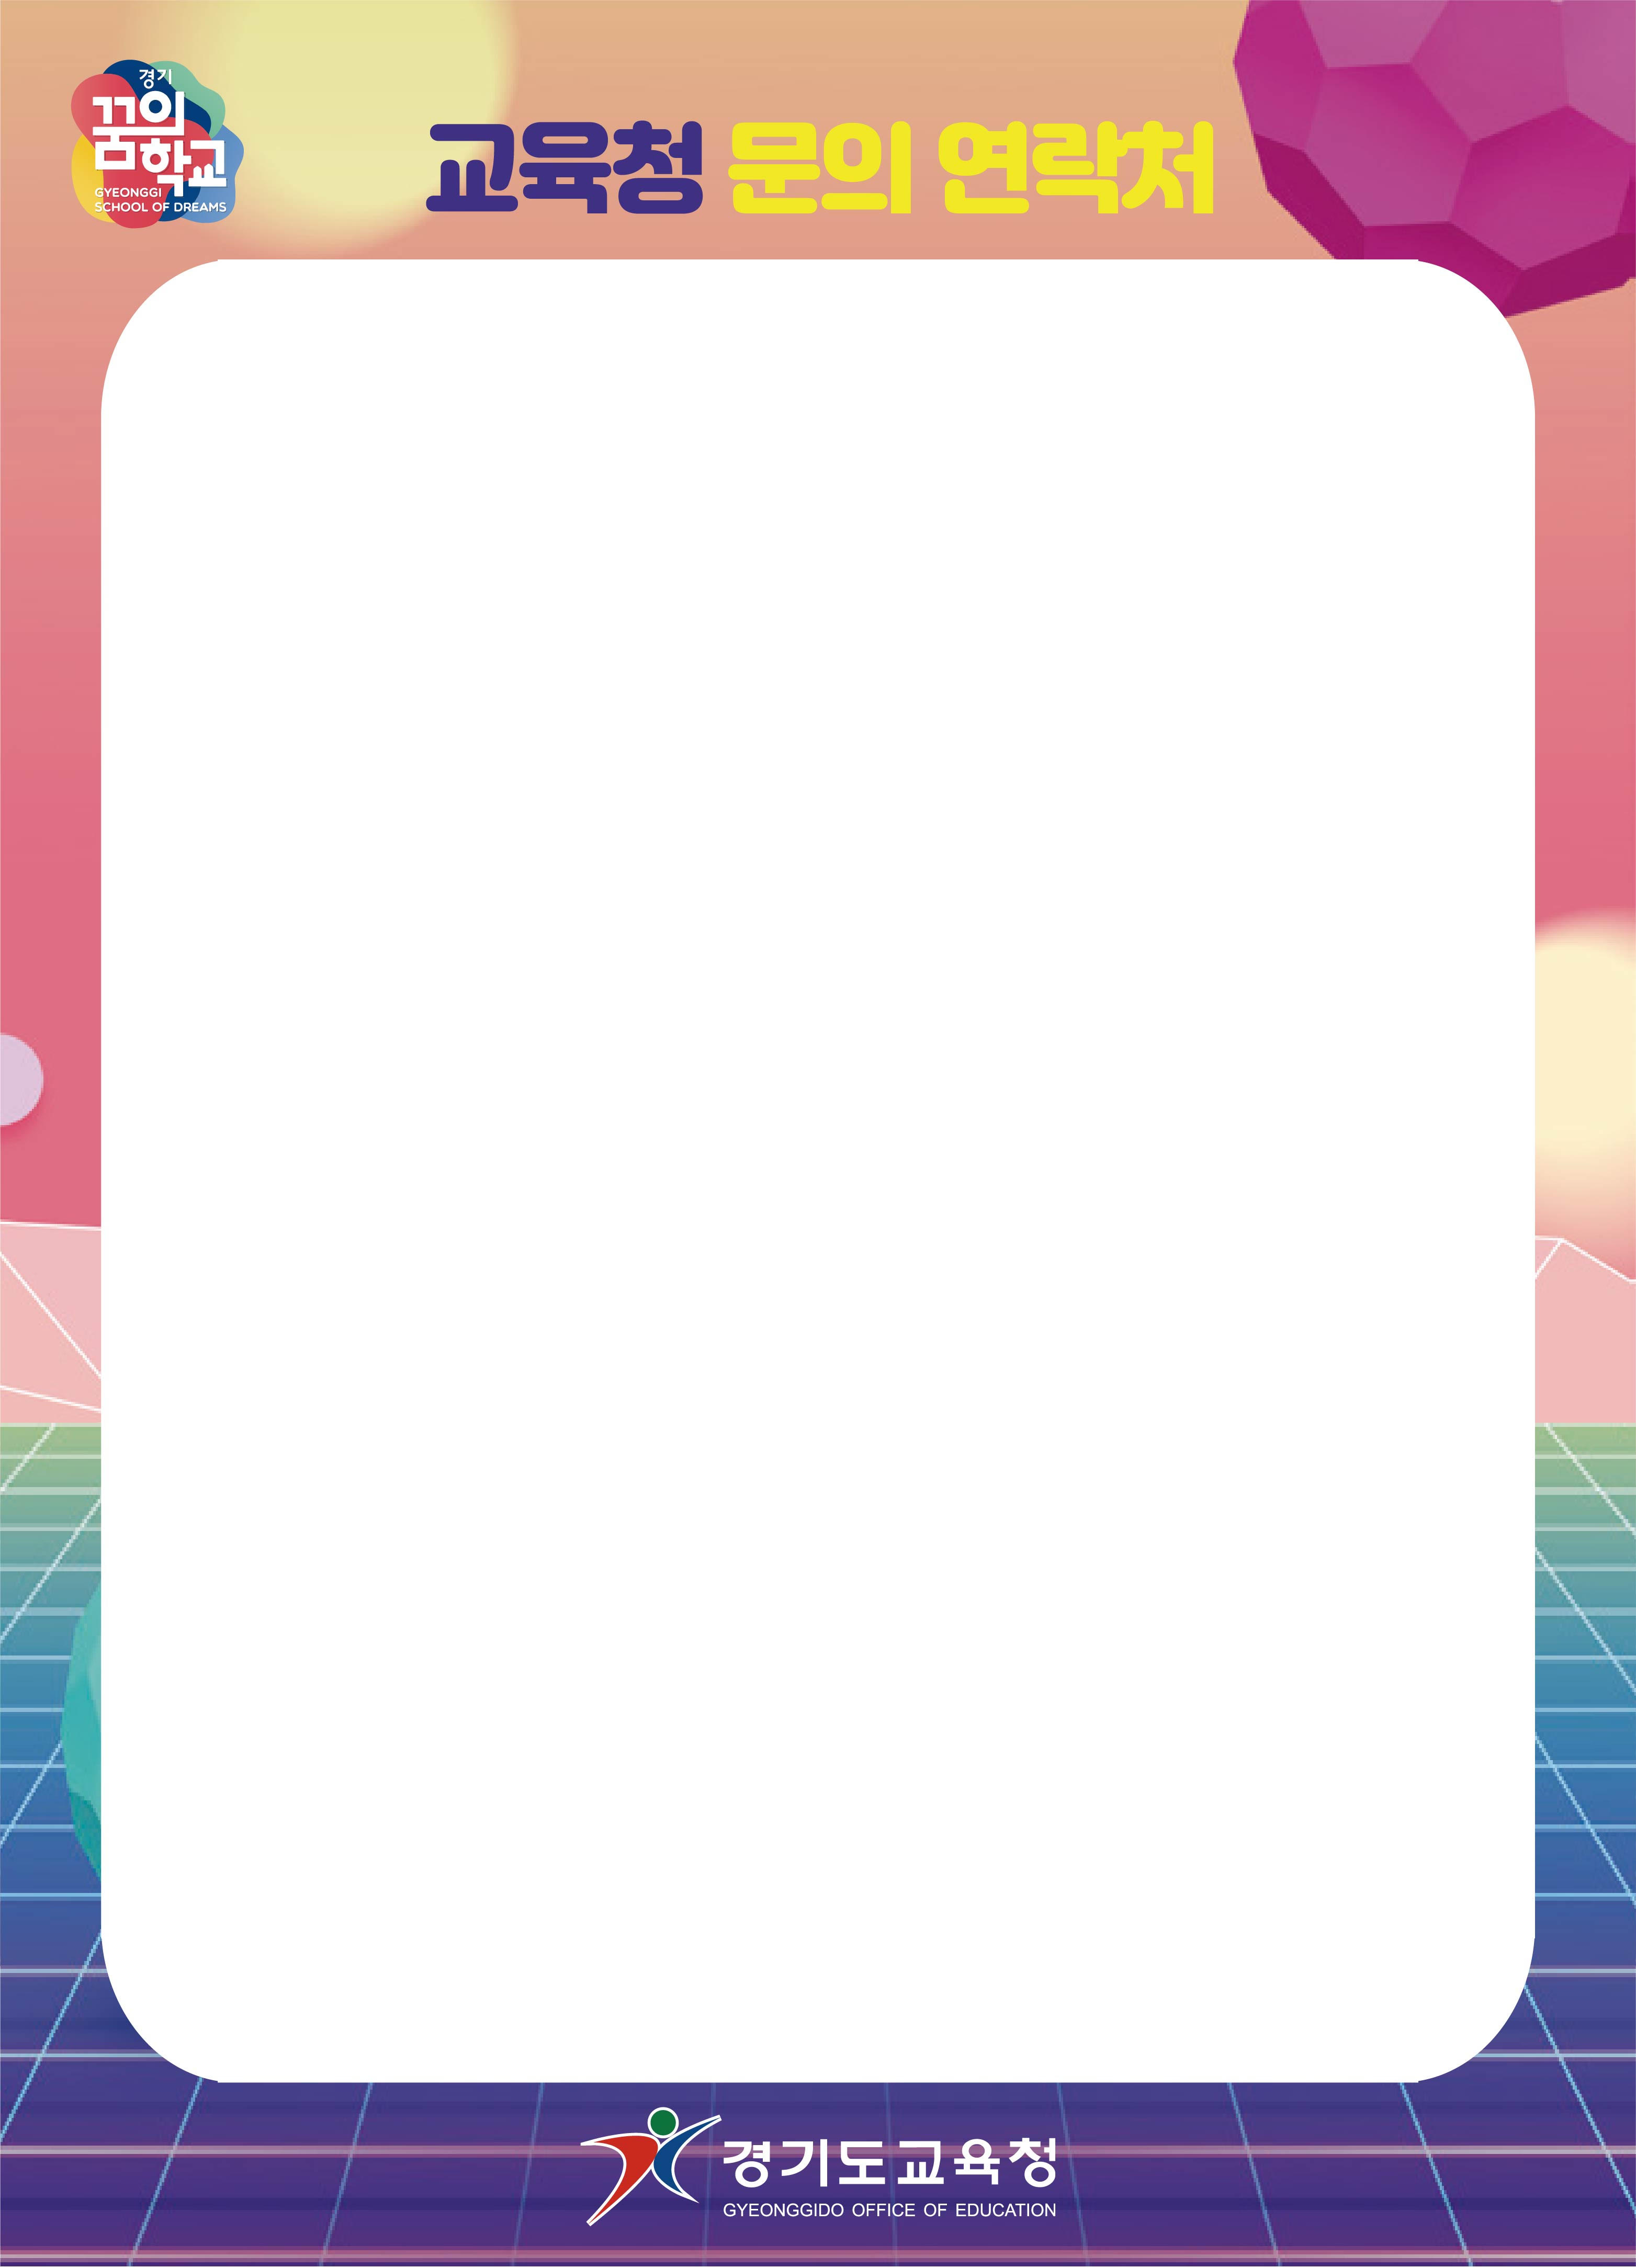 경기
꿈의
학교
GYEONGGI
SCHOOL OF DREAMS
교육청 문의 연락처
경기도교육청
GYEONGGIDO OFFICE OF EDUCATION